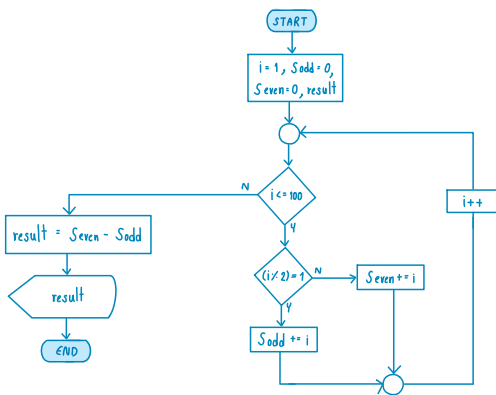 START
i = 1 , Sodd = 0,
Seven = 0, result
i <= 100
N
Y
i++
result = Seven - Sodd
(i % 2) = 1
N
Seven += i
Y
result
Sodd += i
END